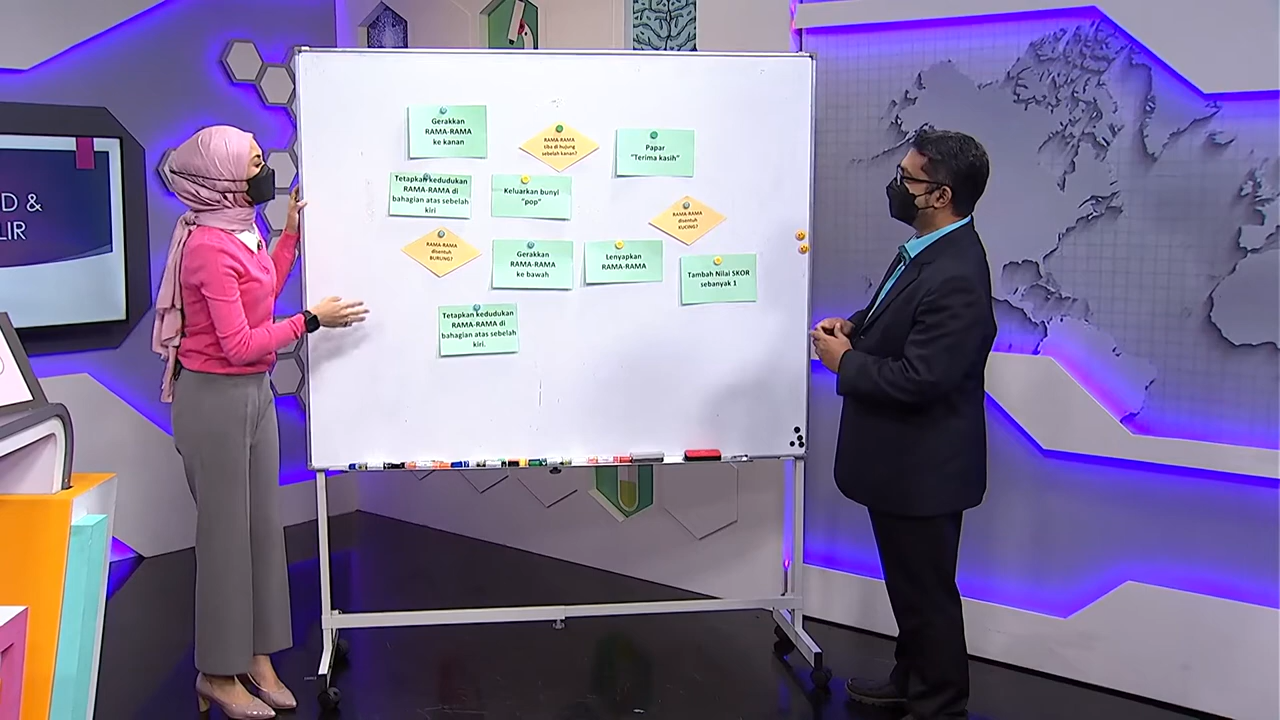 D &
LIR
Gerakkan
RAMA-RAMA
ke kanan
RAMA-RAMA
tiba di hujung
sebelah kanan?
Papar
"Terima kasih"
Tetapkan kedudukan
RAMA-RAMA di
bahagian atas sebelah
kiri
Keluarkan bunyi
"pop"
RAMA-RAMA
disentuh
KUCING?
RAMA-RAMA
disentuh
BURUNG?
Gerakkan
RAMA-RAMA
ke bawah
Lenyapkan
RAMA-RAMA
Tambah Nilai SKOR
sebanyak 1
Tetapkan kedudukan
RAMA-RAMA di
bahagian atas sebelah
kiri.